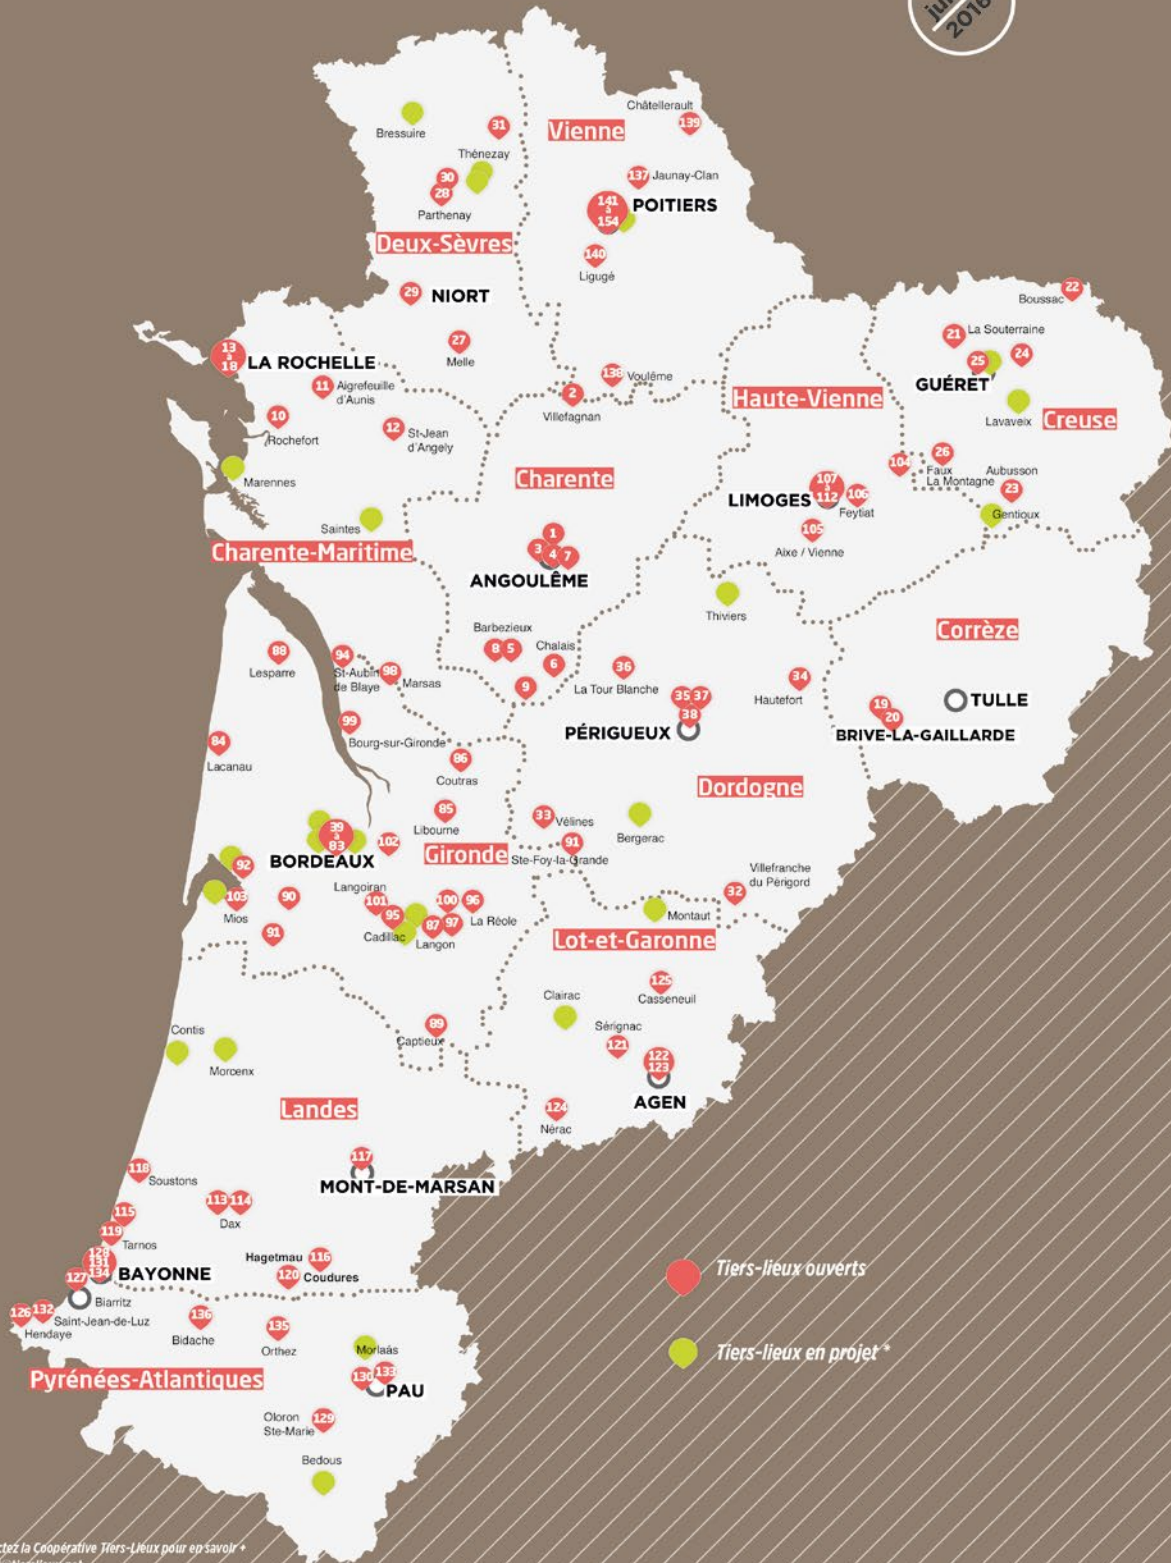 2016
Châtellerault
139
Bressuire
31
Vienne
Thénezay
30
28
137 Jaunay-Clan
Parthenay
141
à
154
POITIERS
Deux-Sèvres
140
Ligugé
29 NIORT
22
Boussac
27
Melle
21 La Souterraine
13
à
18
LA ROCHELLE
25
24
GUÉRET
11 Aigrefeuille
d'Aunis
138 Voulême
2
Villefagnan
Haute-Vienne
Lavaveix
Creuse
10
Rochefort
12 St-Jean
d'Angely
Marennes
Charente
104
26
Faux
La Montagne
Aubusson
23
Gentioux
107
à
112
LIMOGES
106
Feytiat
105
Aixe / Vienne
Saintes
Charente-Maritime
1
3
4
7
ANGOULÊME
Thiviers
Barbezieux
8
5
Chalais
6
9
Corrèze
88
Lesparre
94
St-Aubin
de Blaye
98
Marsas
36
La Tour Blanche
35
37
38
PÉRIGUEUX
34
Hautefort
19
20
TULLE
BRIVE-LA-GAILLARDE
99
Bourg-sur-Gironde
84
Lacanau
86
Coutras
Dordogne
85
Libourne
33 Vélines
Bergerac
39
à
83
BORDEAUX
102
Gironde
91
Ste-Foy-la-Grande
92
103
Mios
90
91
Langoiran
101
95
Cadillac
100
96
87
97
La Réole
Langon
Villefranche
du Périgord
32
Montaut
Lot-et-Garonne
125
Casseneuil
Clairac
Sérignac
121
122
123
AGEN
124
Nérac
89
Captieux
Contis
Morcenx
Landes
117
MONT-DE-MARSAN
118
Soustons
113
114
Dax
115
119
Tarnos
128
131
134
BAYONNE
127
Biarritz
Hagetmau
116
120
Coudures
126
132
Saint-Jean-de-Luz
Hendaye
136
Bidache
135
Orthez
Morlaás
130
133
PAU
Pyrénées-Atlantiques
Oloron
Ste-Marie
129
Bedous
Tiers-lieux ouverts
Tiers-lieux en projet *
la Coopérative Tiers-Lieux pour en savoir +